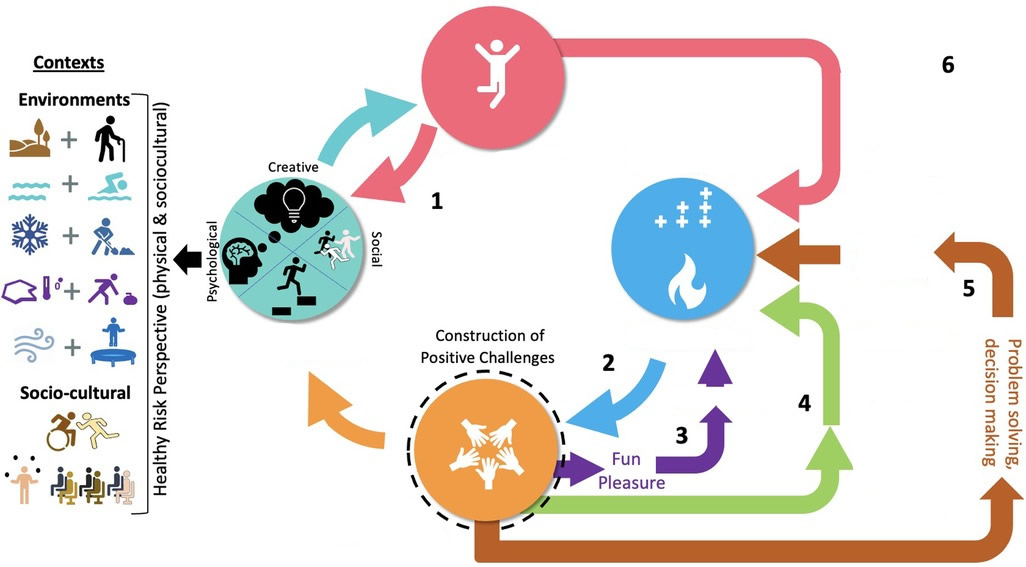 Contexts
Environments
Socio-cultural
Healthy Risk Perspective (physical & sociocultural)
Creative
Psychological
Social
1
6
Construction of
Positive Challenges
2
3
Fun
Pleasure
4
5
Problem solving,
decision making